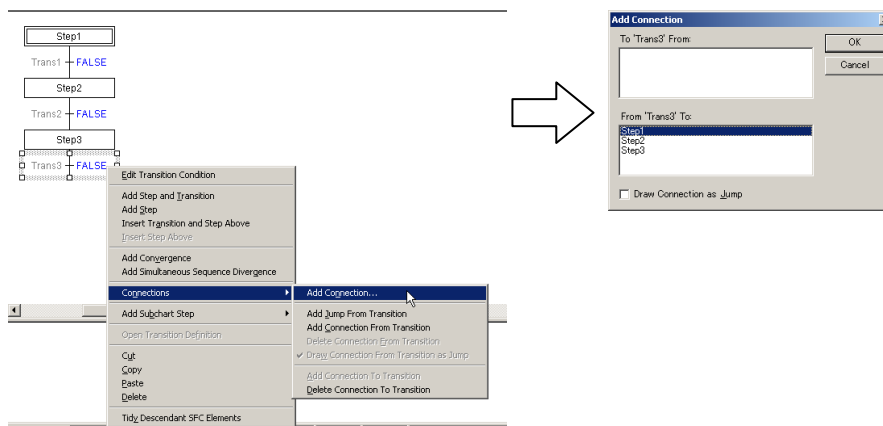 Step1
Trans1 FALSE
Step2
Trans2 FALSE
Step3
Trans3 FALSE
Edit Transition Condition
Add Step and Transition
Add Step
Insert Transition and Step Above
Insert Step Above
Add Convergence
Add Simultaneous Sequence Divergence
Connections
Add Subchart Step
Open Transition Definition
Cut
Copy
Paste
Delete
Tidy Descendant SFC Elements
Add Connection...
Add Jump From Transition
Add Connection From Transition
Delete Connection From Transition
Draw Connection From Transition as Jump
Add Connection To Transition
Delete Connection To Transition
Add Connection
To 'Trans3' From:
OK
Cancel
From 'Trans3' To:
Step1
Step2
Step3
Draw Connection as Jump